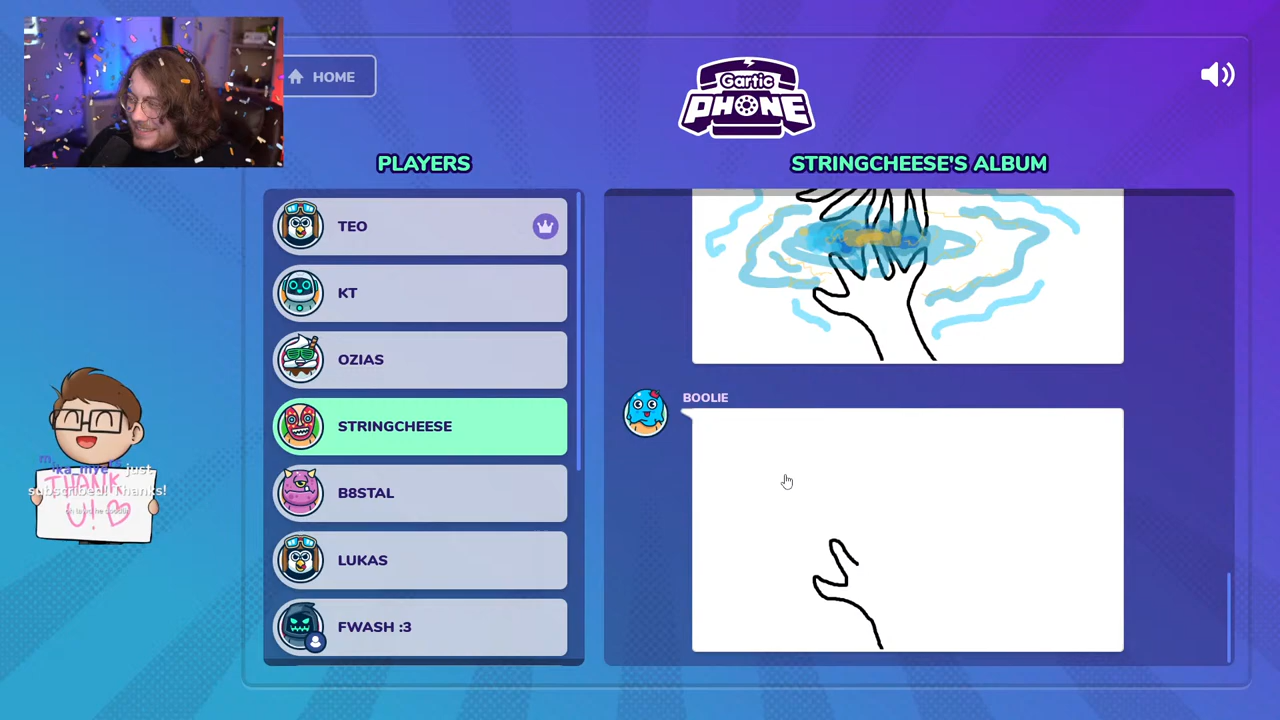 HOME
Gartic
PHONE
PLAYERS
STRINGCHEESE'S ALBUM
TEO
KT
OZIAS
STRINGCHEESE
B8STAL
LUKAS
FWASH :3
BOOLIE
just
subscribed! Thanks!
THANK
U!